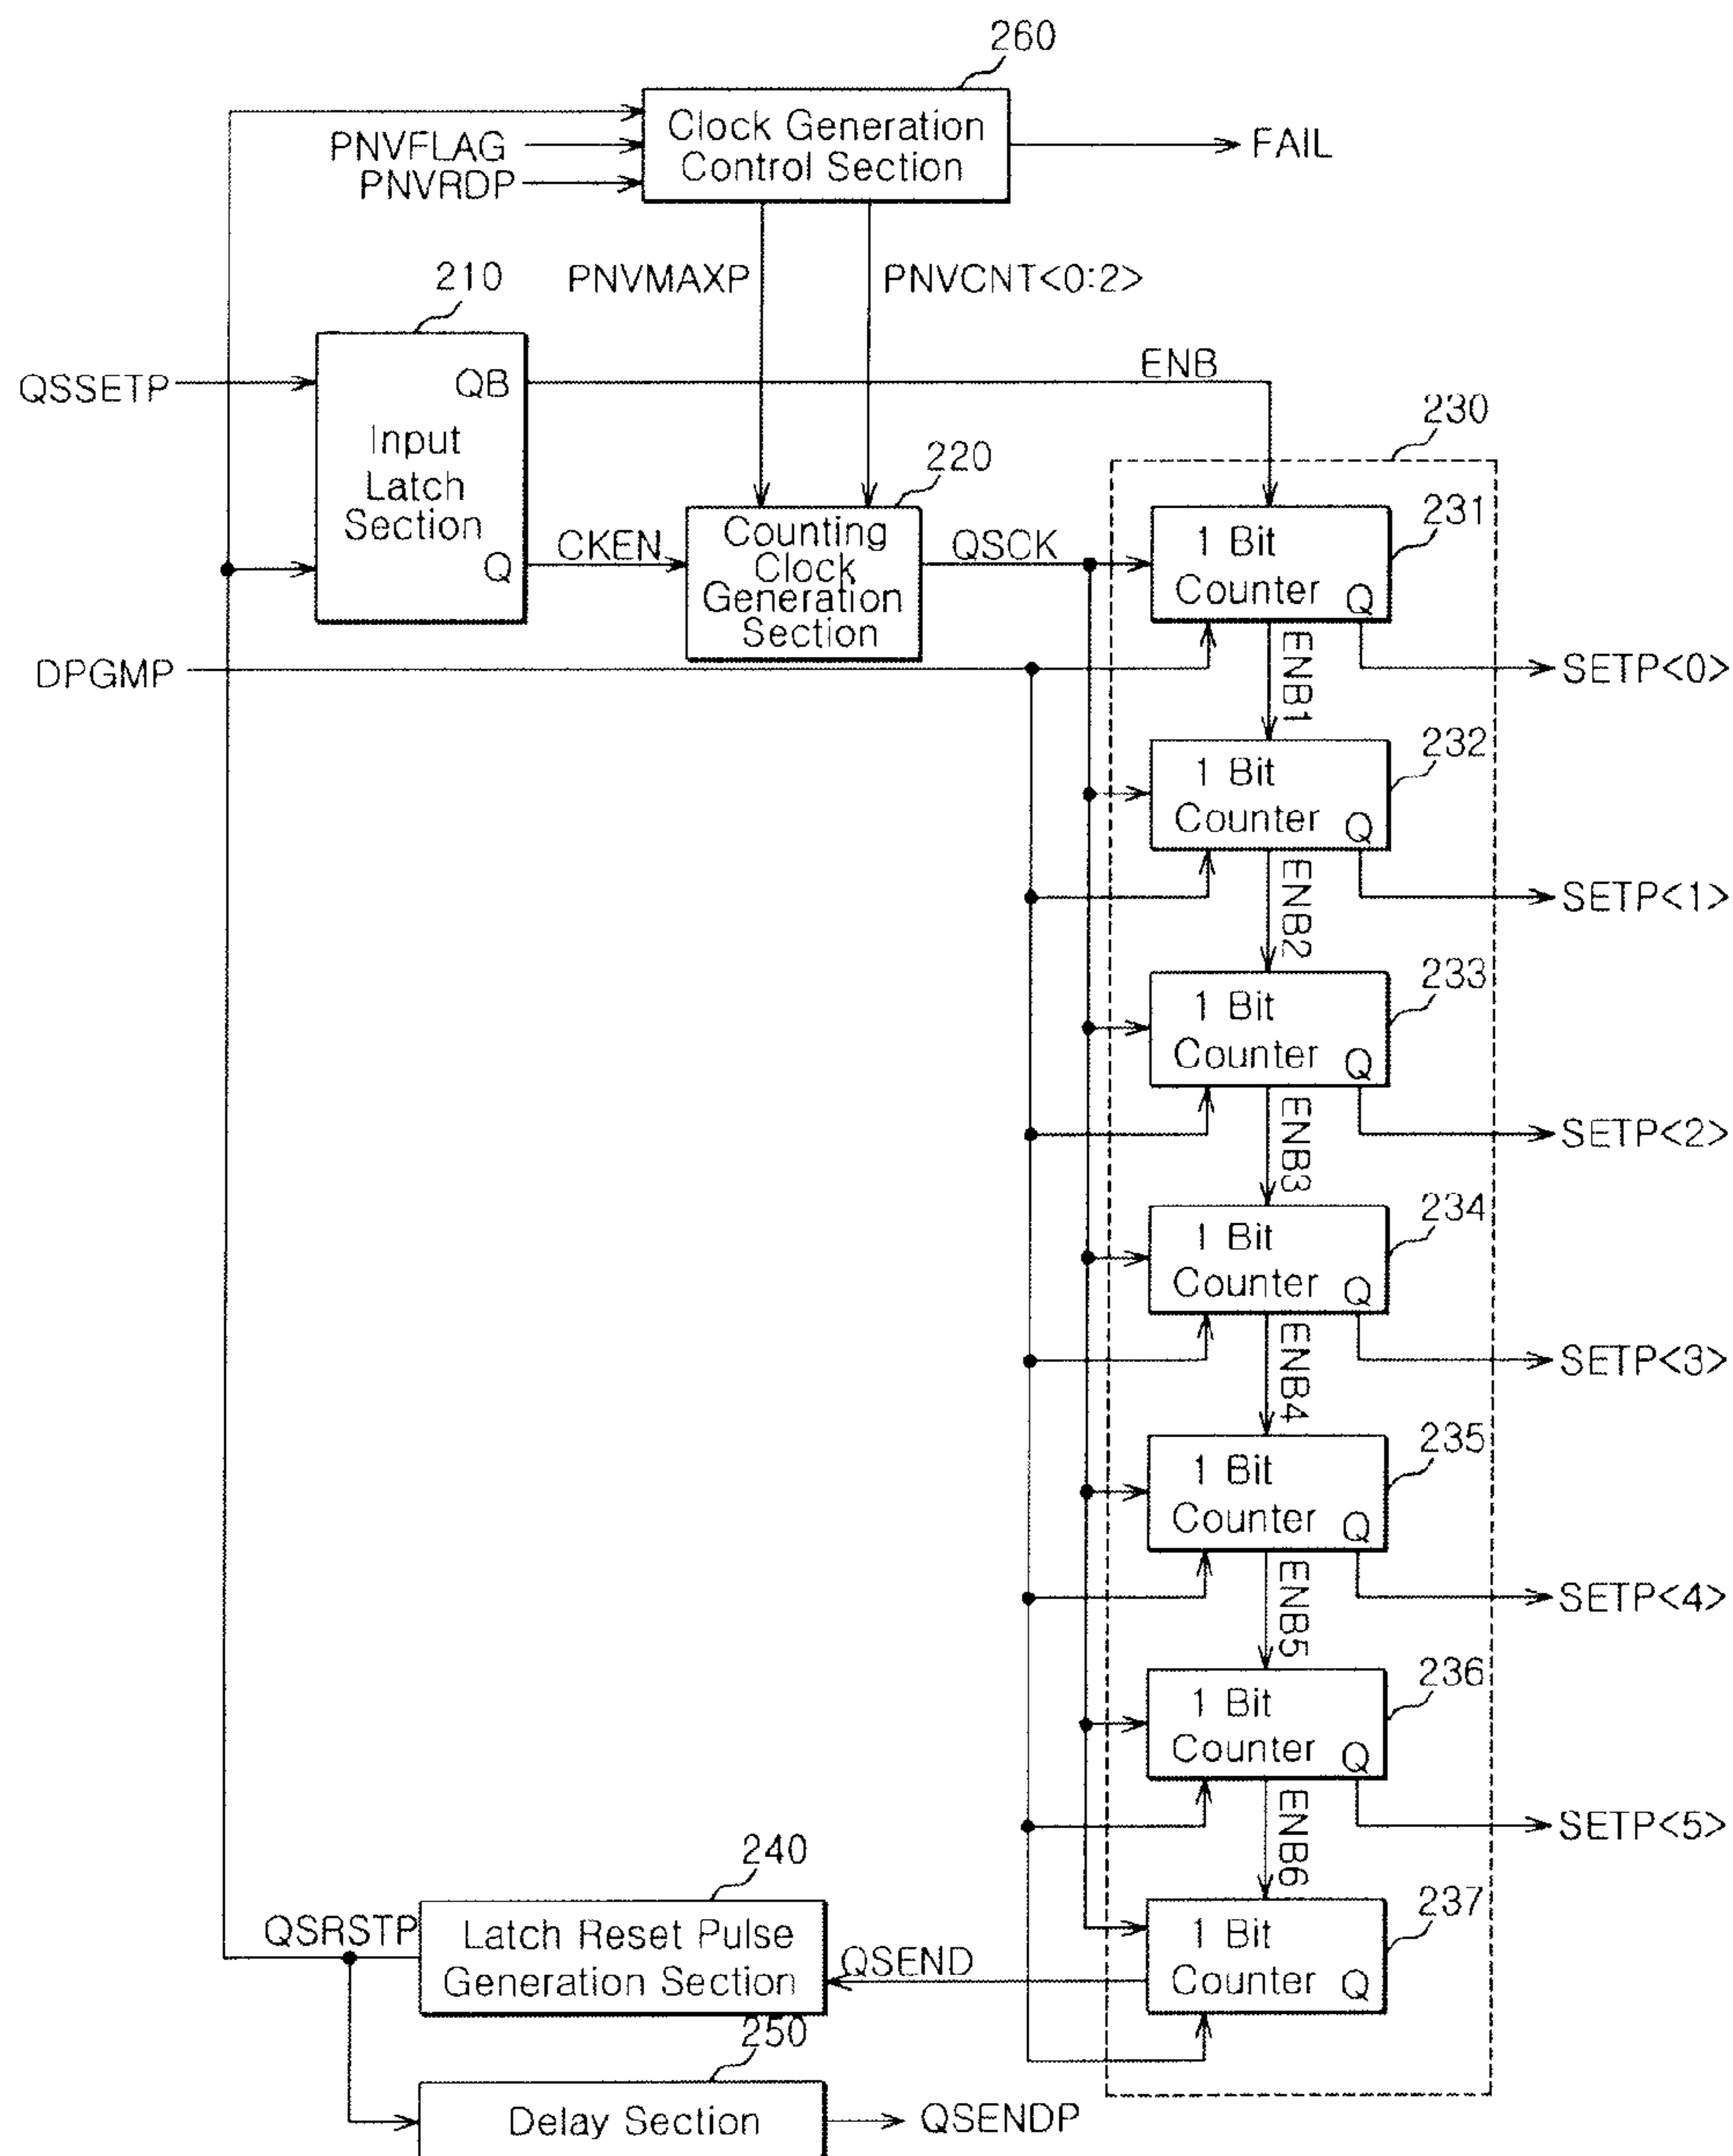 260
Clock Generation
Control Section
PNVFLAG
PNVRDP
FAIL
PNVMAXP
PNVCNT<0:2>
210
QSSETP
QB
Input
Latch
Section
Q
ENB
CKEN
220
Counting
Clock
Generation
Section
QSCK
230
231
1 Bit
Counter Q
DPGMP
ENB1
SETP<0>
232
1 Bit
Counter Q
ENB2
SETP<1>
233
1 Bit
Counter Q
ENB3
SETP<2>
234
1 Bit
Counter Q
ENB4
SETP<3>
235
1 Bit
Counter Q
ENB5
SETP<4>
236
1 Bit
Counter Q
ENB6
SETP<5>
237
1 Bit
Counter Q
QSEND
240
Latch Reset Pulse
Generation Section
QSRSTP
250
Delay Section
QSENDP